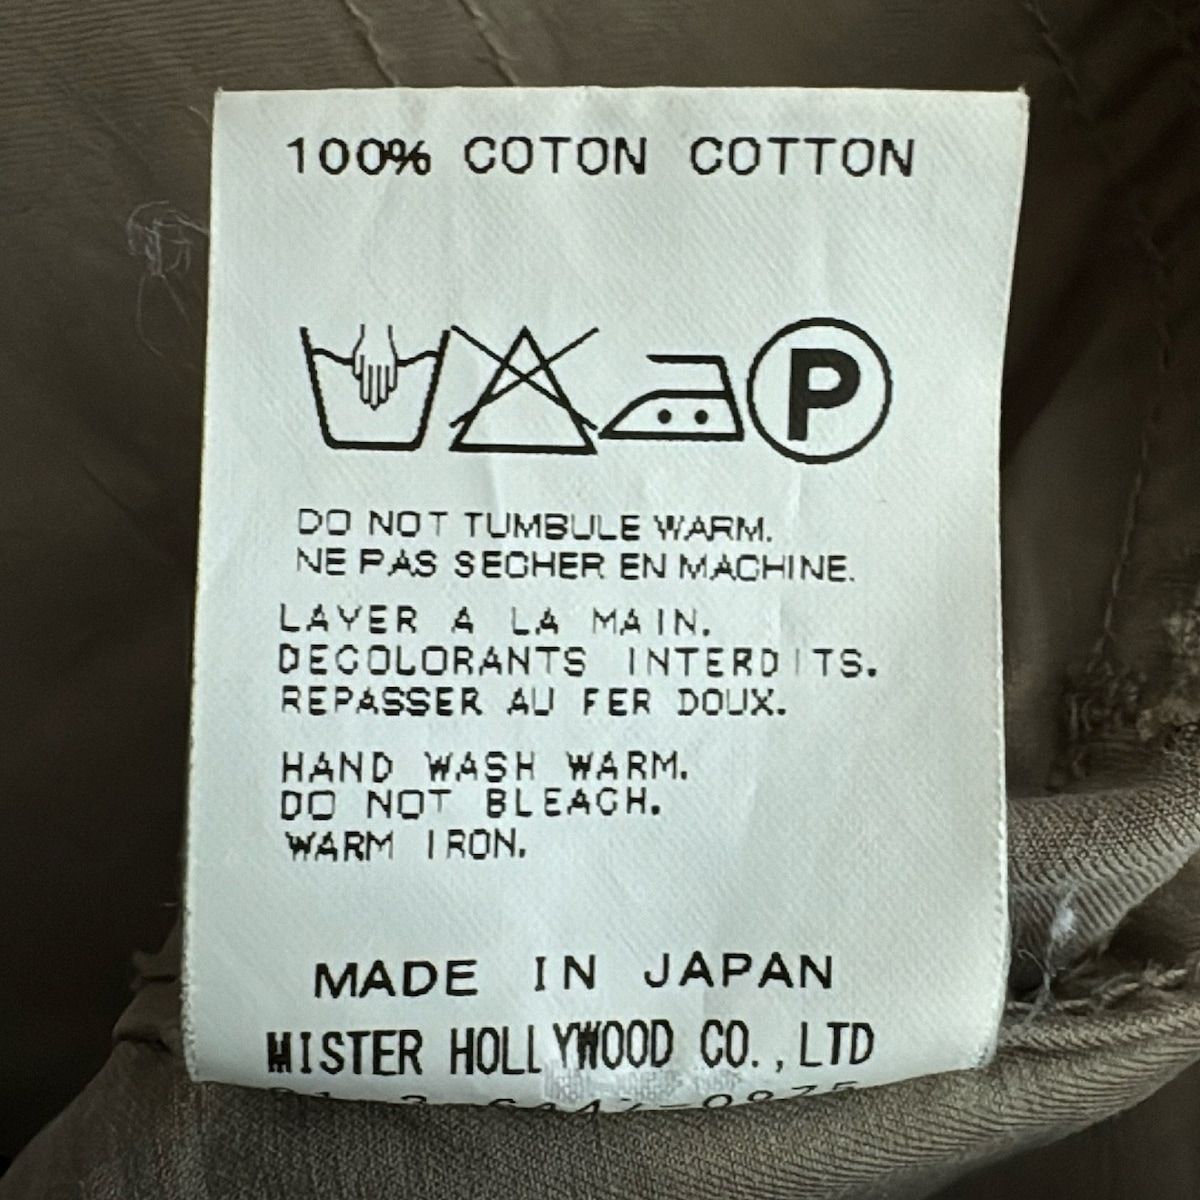 100% COTON COTTON
P
DO NOT TUMBULE WARM.
NE PAS SECHER EN MACHINE.
LAVER A LA MAIN.
DECOLORANTS INTERDITS.
REPASSER AU FER DOUX.
HAND WASH WARM.
DO NOT BLEACH.
WARM IRON.
MADE IN JAPAN
MISTER HOLLYWOOD CO.,LTD